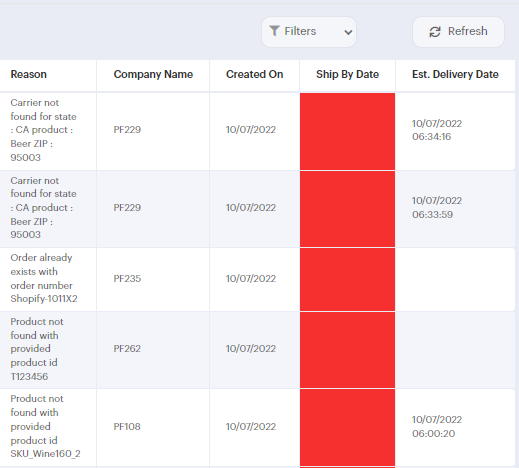 Filters
Refresh
Reason Company Name Created On Ship By Date Est. Delivery Date
Carrier not
found for state
: CA product :
Beer ZIP :
95003
PF229
10/07/2022
10/07/2022
06:34:16
Carrier not
found for state
: CA product :
Beer ZIP :
95003
PF229
10/07/2022
10/07/2022
06:33:59
Order already
exists with
order number
Shopify-1011X2
PF235
10/07/2022
Product not
found with
provided
product id
T123456
PF262
10/07/2022
Product not
found with
provided
product id
SKU_Wine160_2
PF108
10/07/2022
10/07/2022
06:00:20